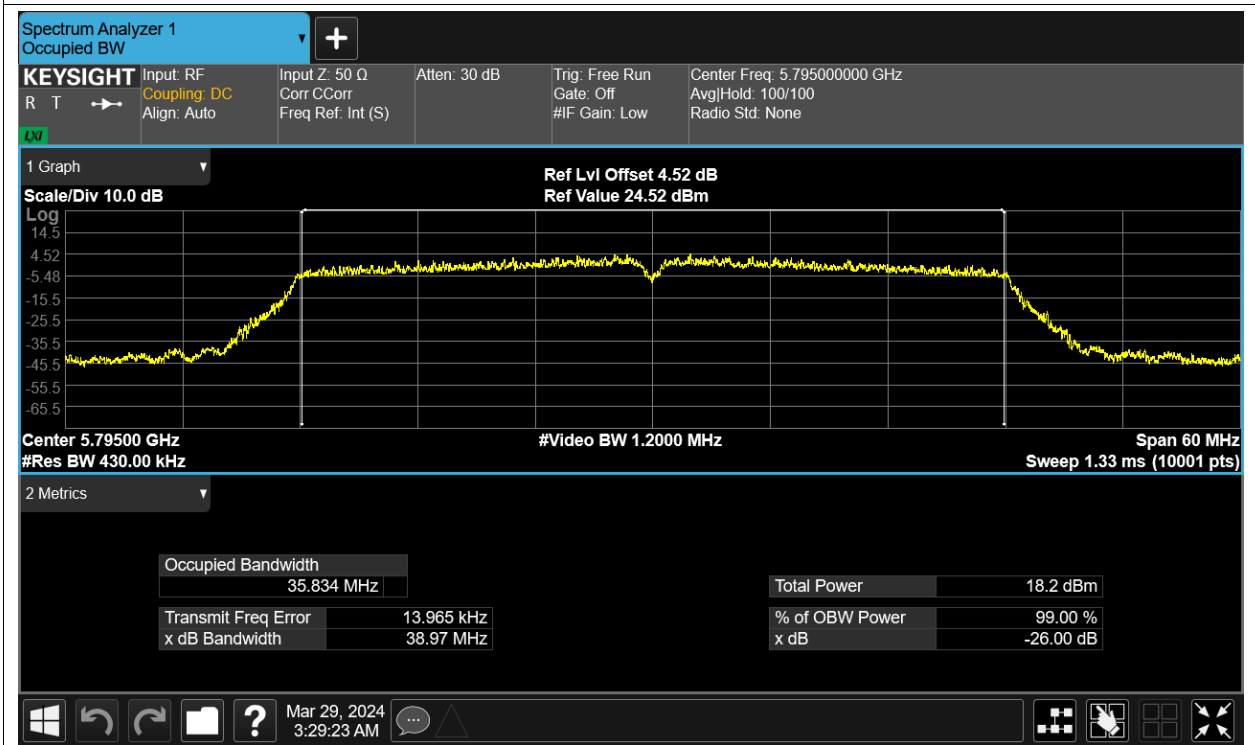 Spectrum Analyzer 1
Occupied BW
KEYSIGHT
R T
LXI
Input: RF
Coupling: DC
Align: Auto
Input Z: 50 Ω
Corr CCorr
Freq Ref: Int (S)
Atten: 30 dB
Trig: Free Run
Gate: Off
#IF Gain: Low
Center Freq: 5.795000000 GHz
Avg|Hold: 100/100
Radio Std: None
1 Graph
Scale/Div 10.0 dB
Ref Lvl Offset 4.52 dB
Ref Value 24.52 dBm
Log
14.5
4.52
-5.48
-15.5
-25.5
-35.5
-45.5
-55.5
-65.5
Center 5.79500 GHz
#Video BW 1.2000 MHz
Span 60 MHz
#Res BW 430.00 kHz
Sweep 1.33 ms (10001 pts)
2 Metrics
Occupied Bandwidth
35.834 MHz
Total Power 18.2 dBm
Transmit Freq Error 13.965 kHz
% of OBW Power 99.00 %
x dB Bandwidth 38.97 MHz
x dB -26.00 dB
?
Mar 29, 2024
3:29:23 AM